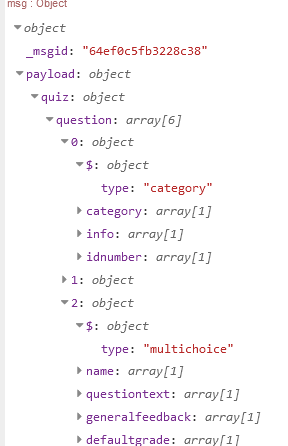 msg : Object
object
_msgid: "64ef0c5fb3228c38"
payload: object
quiz: object
question: array[6]
0: object
$: object
type: "category"
category: array[1]
info: array[1]
idnumber: array[1]
1: object
2: object
$: object
type: "multichoice"
name: array[1]
questiontext: array[1]
generalfeedback: array[1]
defaultgrade: array[1]